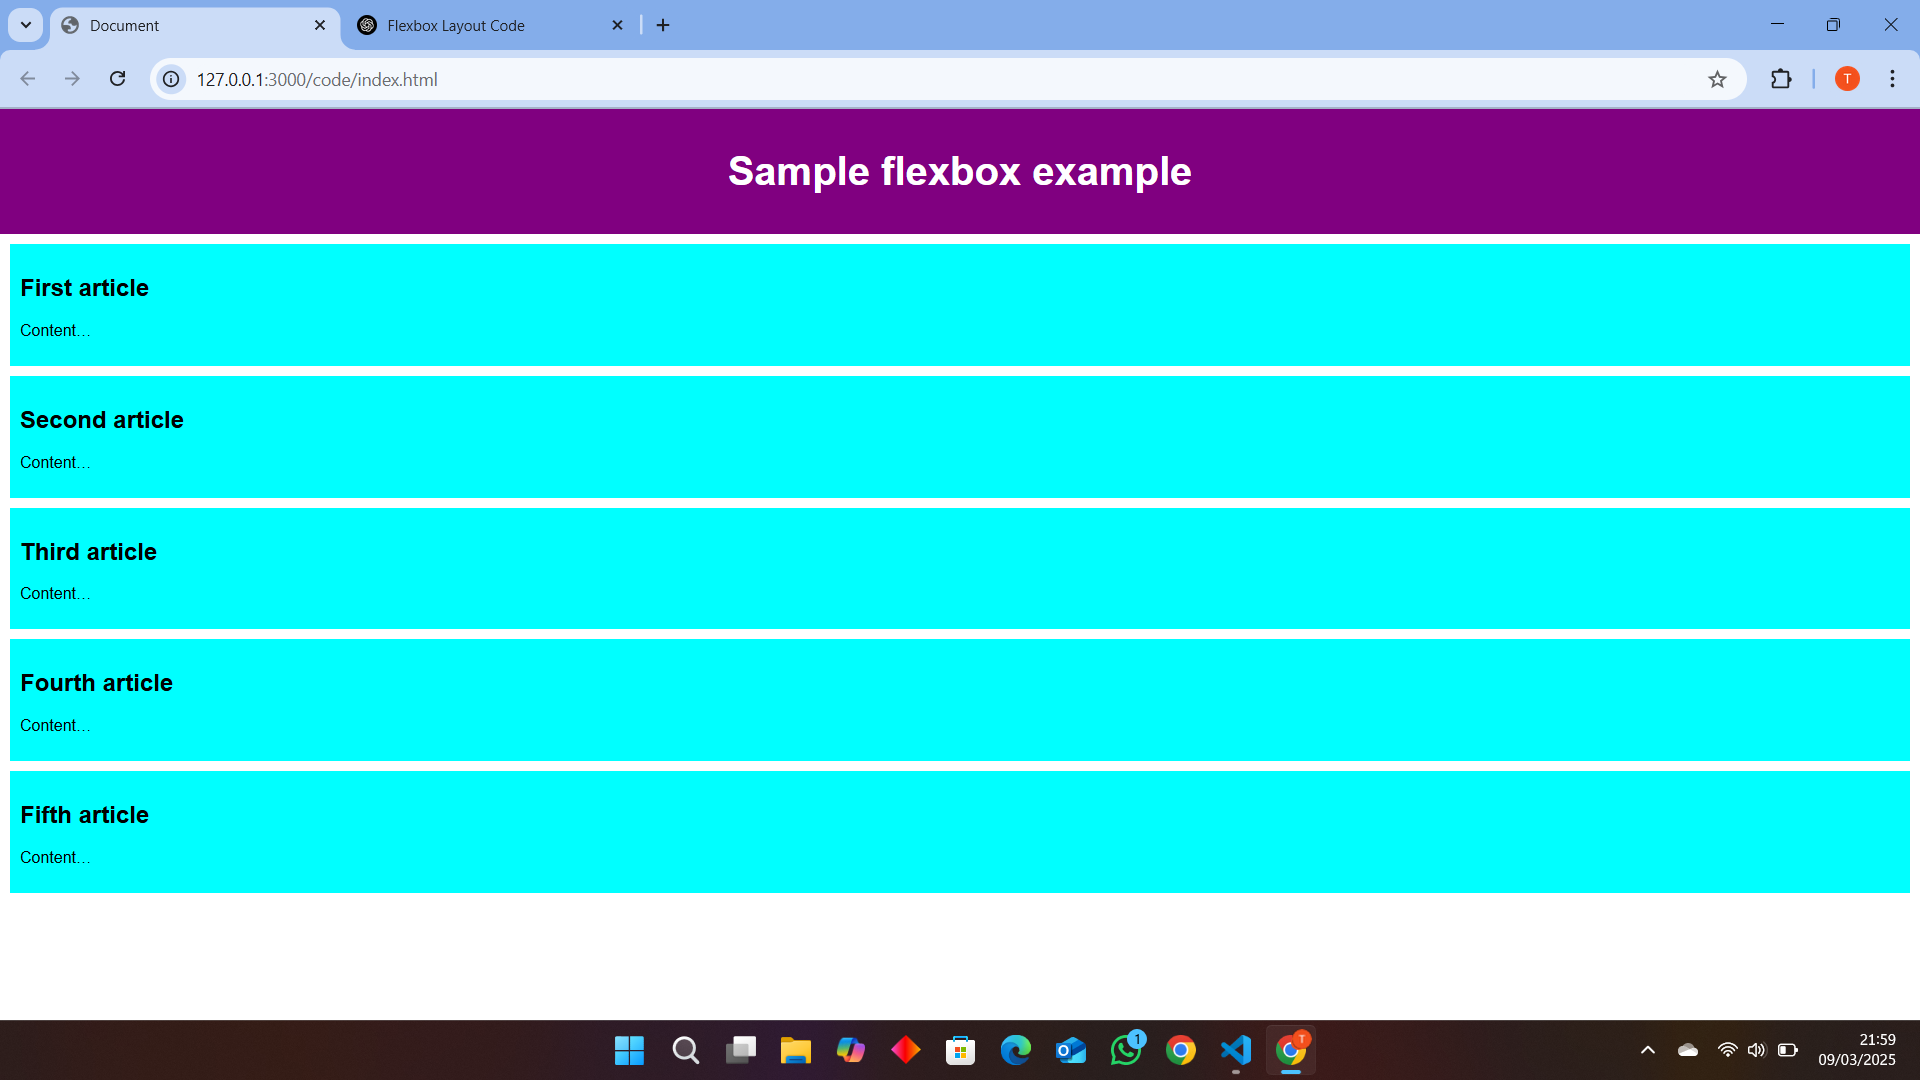 Document
Flexbox Layout Code
127.0.0.1:3000/code/index.html
T
Sample flexbox example
First article
Content…
Second article
Content…
Third article
Content…
Fourth article
Content…
Fifth article
Content…
1
T
21:59
09/03/2025